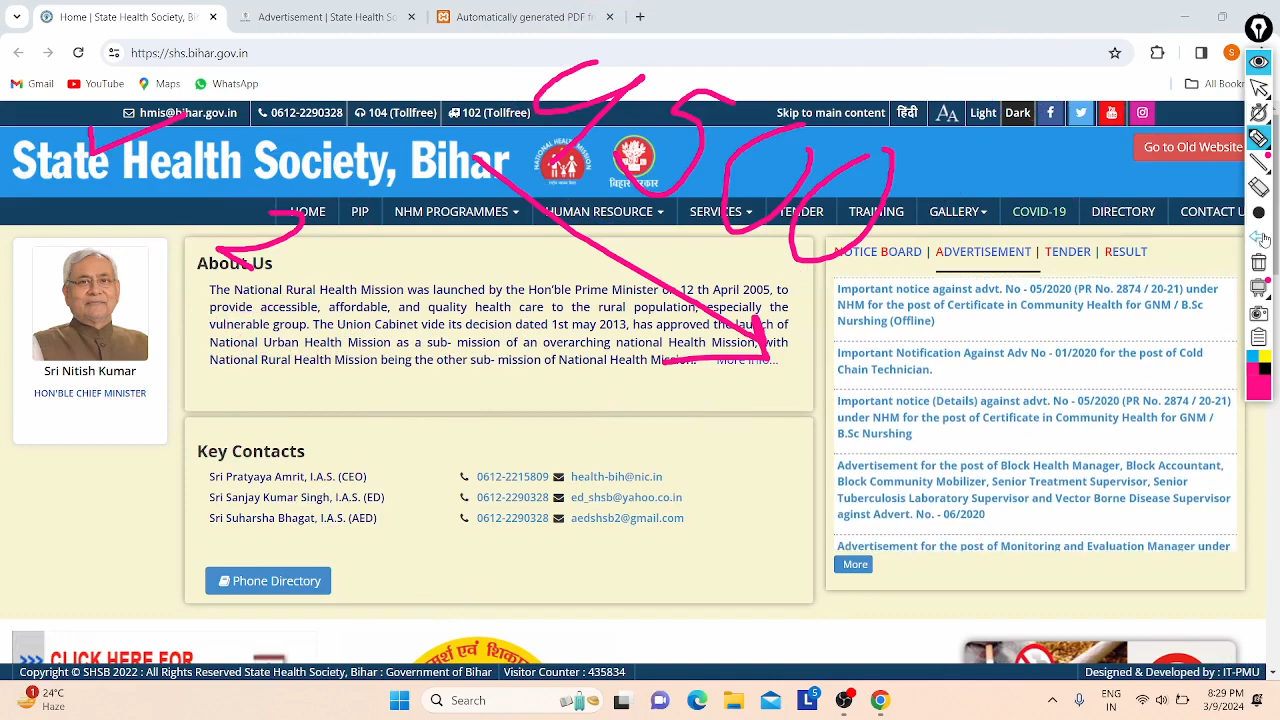 Home | State Health Society, Bi
Advertisement | State Health So
Automatically generated PDF fr
https://shs.bihar.gov.in
S
Gmail YouTube Maps WhatsApp
All Bookr
hmis@bihar.gov.in 0612-2290328 104 (Tollfree) 102 (Tollfree) Skip to main content हिंदी AA Light Dark
State Health Society, Bihar
NATIONAL HEALTH MISSION
बिहार सरकार
Go to Old Website
HOME PIP NHM PROGRAMMES HUMAN RESOURCE SERVICES TENDER TRAINING GALLERY COVID-19 DIRECTORY CONTACT U
Sri Nitish Kumar
HON'BLE CHIEF MINISTER
About Us
The National Rural Health Mission was launched by the Hon'ble Prime Minister on 12 th April 2005, to
provide accessible, affordable, and quality health care to the rural population, especially the
vulnerable group. The Union Cabinet vide its decision dated 1st may 2013, has approved the launch of
National Urban Health Mission as a sub- mission of an overarching national Health Mission, with
National Rural Health Mission being the other sub- mission of National Health Mission. More info...
Key Contacts
Sri Pratyaya Amrit, I.A.S. (CEO) 0612-2215809 health-bih@nic.in
Sri Sanjay Kumar Singh, I.A.S. (ED) 0612-2290328 ed_shsb@yahoo.co.in
Sri Suharsha Bhagat, I.A.S. (AED) 0612-2290328 aedshsb2@gmail.com
Phone Directory
NOTICE BOARD | ADVERTISEMENT | TENDER | RESULT
Important notice against advt. No - 05/2020 (PR No. 2874 / 20-21) under
NHM for the post of Certificate in Community Health for GNM / B.Sc
Nursing (Offline)
Important Notification Against Adv No - 01/2020 for the post of Cold
Chain Technician.
Important notice (Details) against advt. No - 05/2020 (PR No. 2874 / 20-21)
under NHM for the post of Certificate in Community Health for GNM /
B.Sc Nurshing
Advertisement for the post of Block Health Manager, Block Accountant,
Block Community Mobilizer, Senior Treatment Supervisor, Senior
Tuberculosis Laboratory Supervisor and Vector Borne Disease Supervisor
aginst Advert. No. - 06/2020
Advertisement for the post of Monitoring and Evaluation Manager under
More
CLICK HERE FOR
Copyright © SHSB 2022 : All Rights Reserved State Health Society, Bihar : Government of Bihar Visitor Counter : 435834 Designed & Developed by : IT-PMU
1 24°C
Haze
Search
5
ENG
IN
8:29 PM
3/9/2024